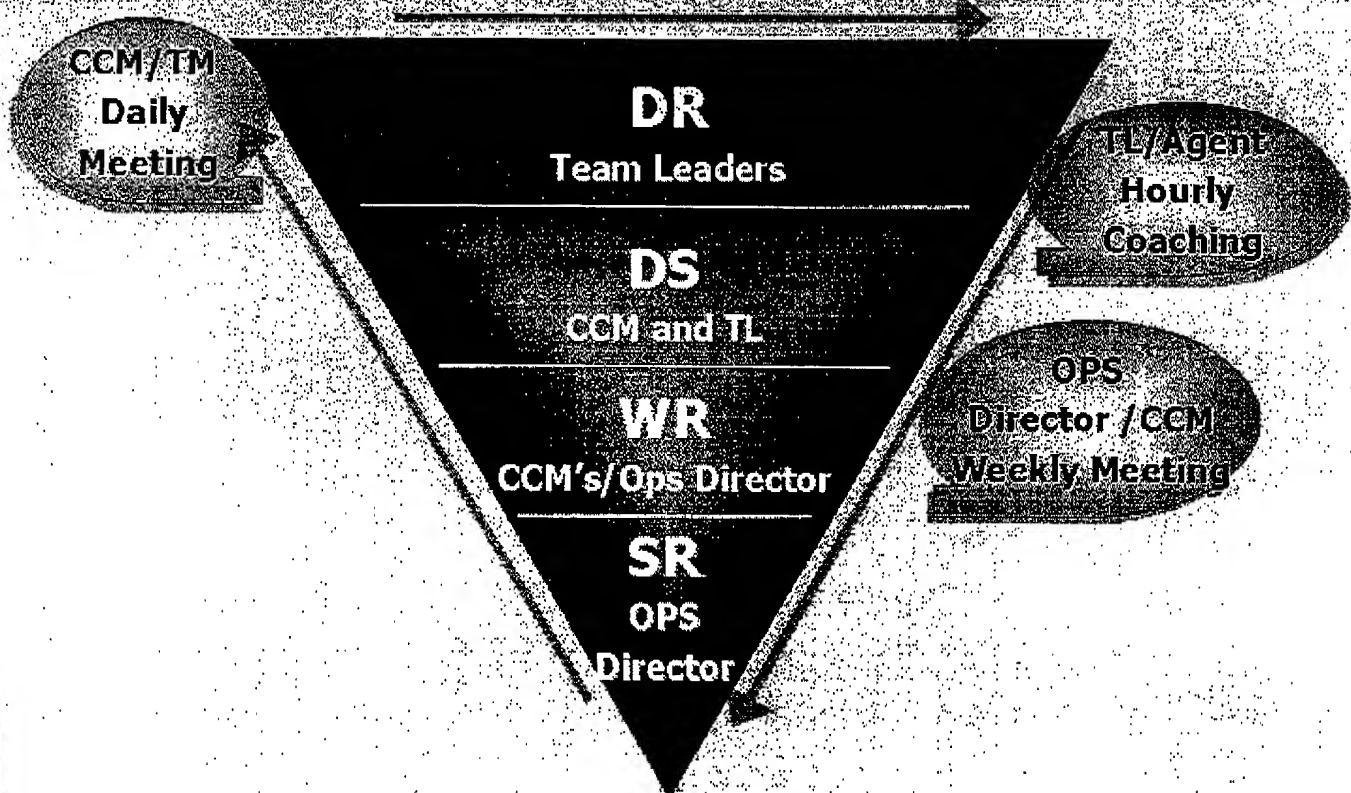 CCM/TM
Daily
Meeting
DR
Team Leaders
TL/Agent
Hourly
Coaching
DS
CCM and TL
OPS
Director /CCM
Weekly Meeting
WR
CCM's/Ops Director
SR
OPS
Director